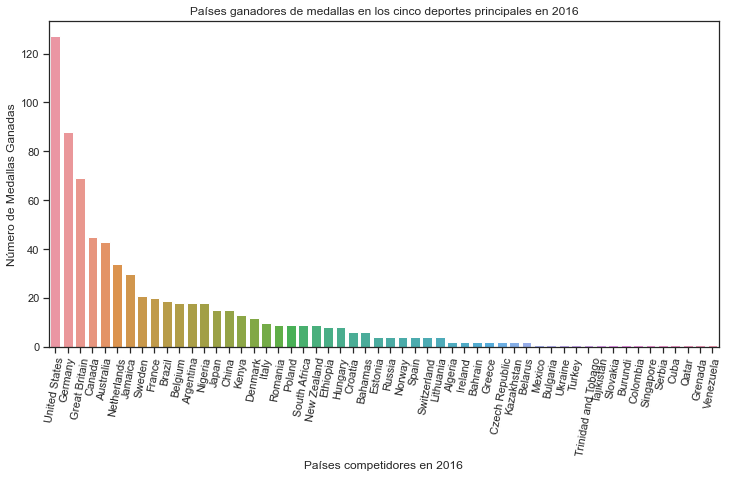 Países ganadores de medallas en los cinco deportes principales en 2016
Número de Medallas Ganadas
120
100
80
60
40
20
0
United States
Germany
Great Britain
Canada
Australia
Netherlands
Jamaica
Sweden
France
Brazil
Belgium
Argentina
Nigeria
Japan
China
Kenya
Denmark
Italy
Romania
Poland
South Africa
New Zealand
Ethiopia
Hungary
Croatia
Bahamas
Estonia
Russia
Norway
Spain
Switzerland
Lithuania
Algeria
Ireland
Bahrain
Greece
Czech Republic
Kazakhstan
Belarus
Mexico
Bulgaria
Ukraine
Turkey
Trinidad and Tobago
Tajikistan
Slovakia
Burundi
Colombia
Singapore
Serbia
Cuba
Qatar
Grenada
Venezuela
Países competidores en 2016